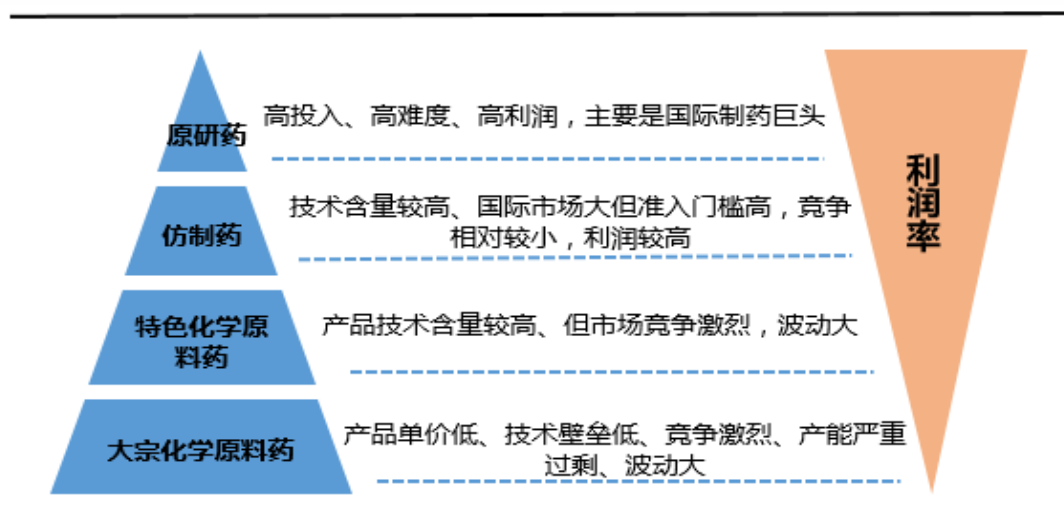 原研药
高投入、高难度、高利润，主要是国际制药巨头
仿制药
技术含量较高、国际市场大但准入门槛高，竞争
相对较小，利润较高
特色化学原
料药
产品技术含量较高、但市场竞争激烈，波动大
大宗化学原料药
产品单价低、技术壁垒低、竞争激烈、产能严重
过剩、波动大
利润率